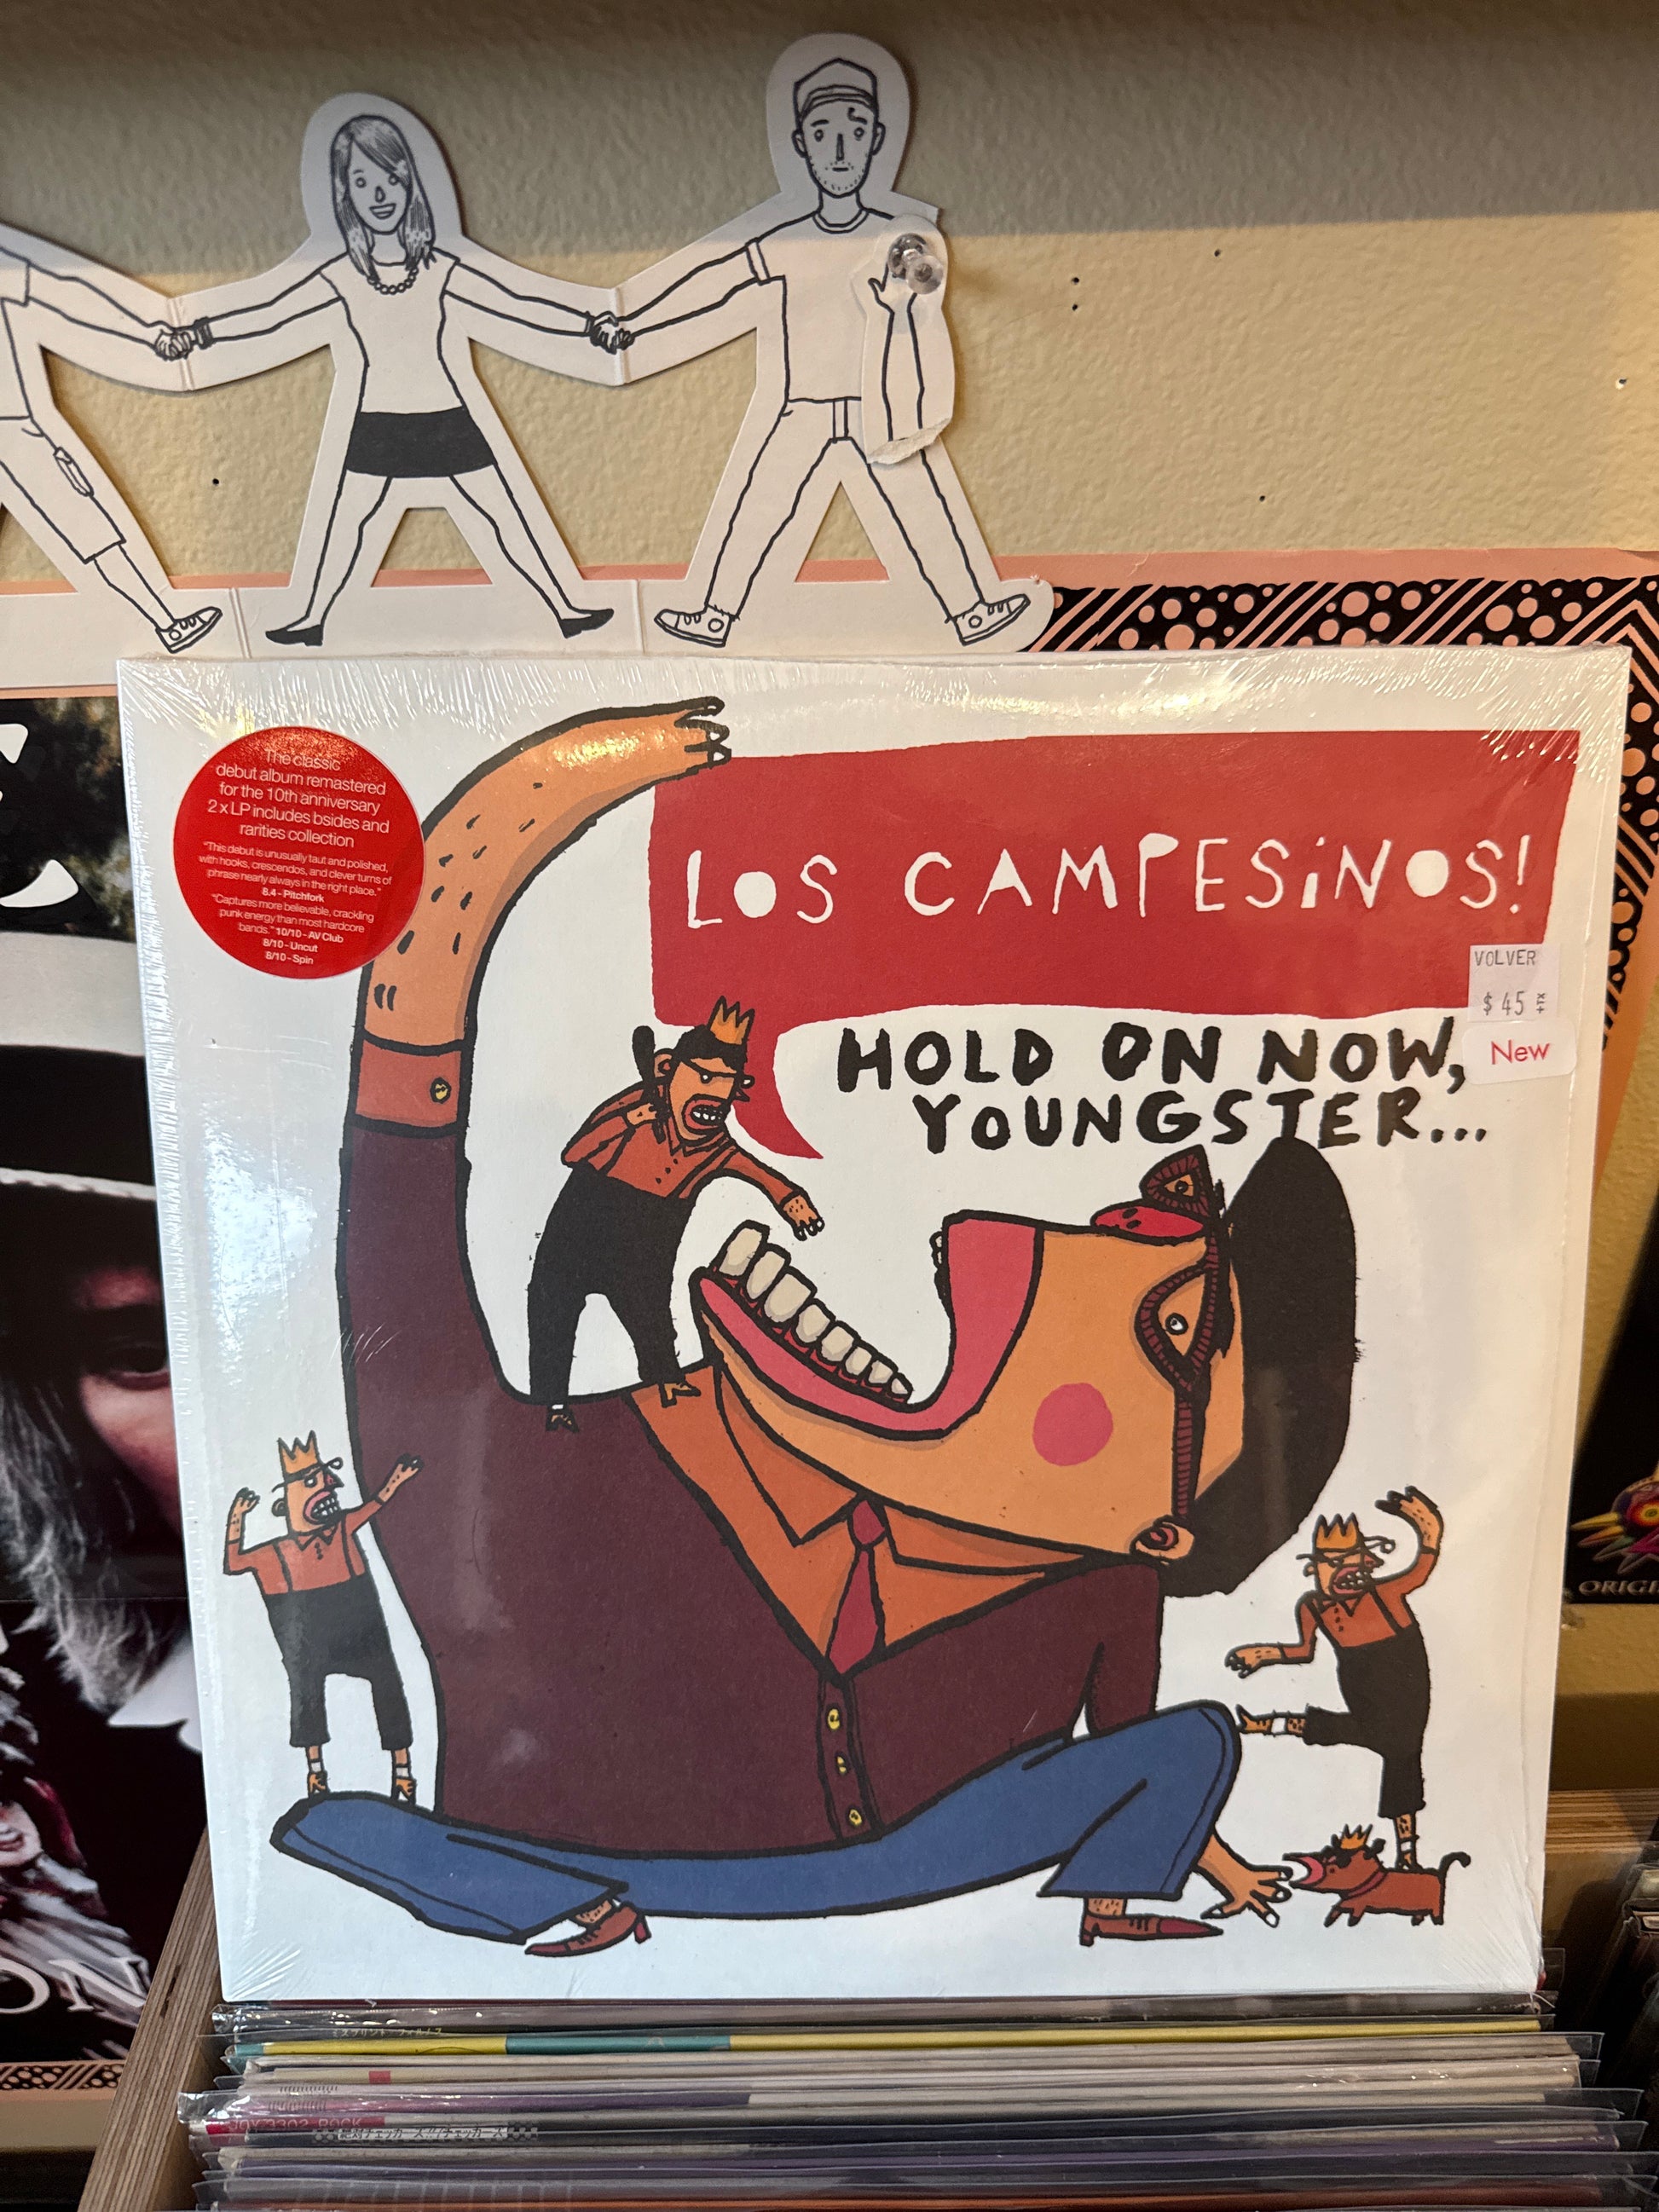 The classic
debut album remastered
for the 10th anniversary
2 x LP includes bsides and
rarities collection
"This debut is unusually taut and polished,
with hooks, crescendos, and clever turns of
phrase nearly always in the right place."
8.4 - Pitchfork
"Captures more believable, crackling
punk energy than most hardcore
bands." 10/10 - AV Club
8/10 - Uncut
8/10 - Spin
LOS CAMPESiNOS!
VOLVER
$ 45
New
HOLD ON NOW,
YOUNGSTER...
ORIGI
ON
ROCK